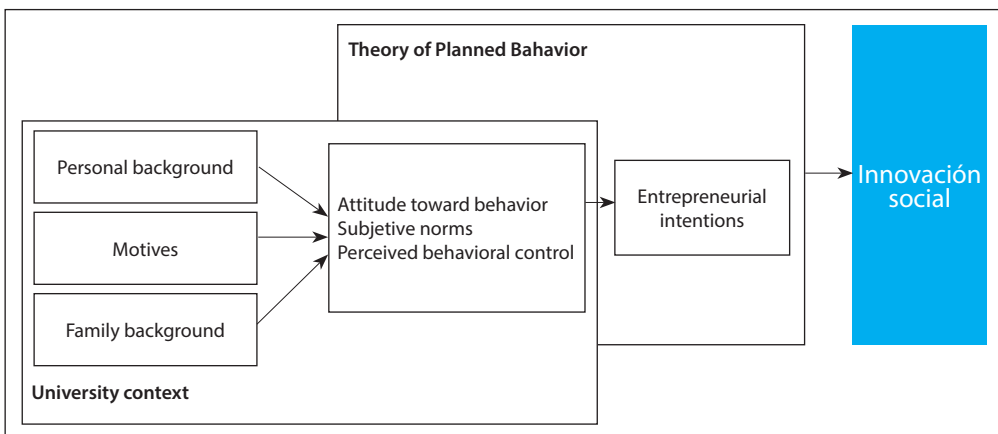 Theory of Planned Bahavior
Personal background
Motives
Family background
University context
Attitude toward behavior
Subjetive norms
Perceived behavioral control
Entrepreneurial
intentions
Innovación
social